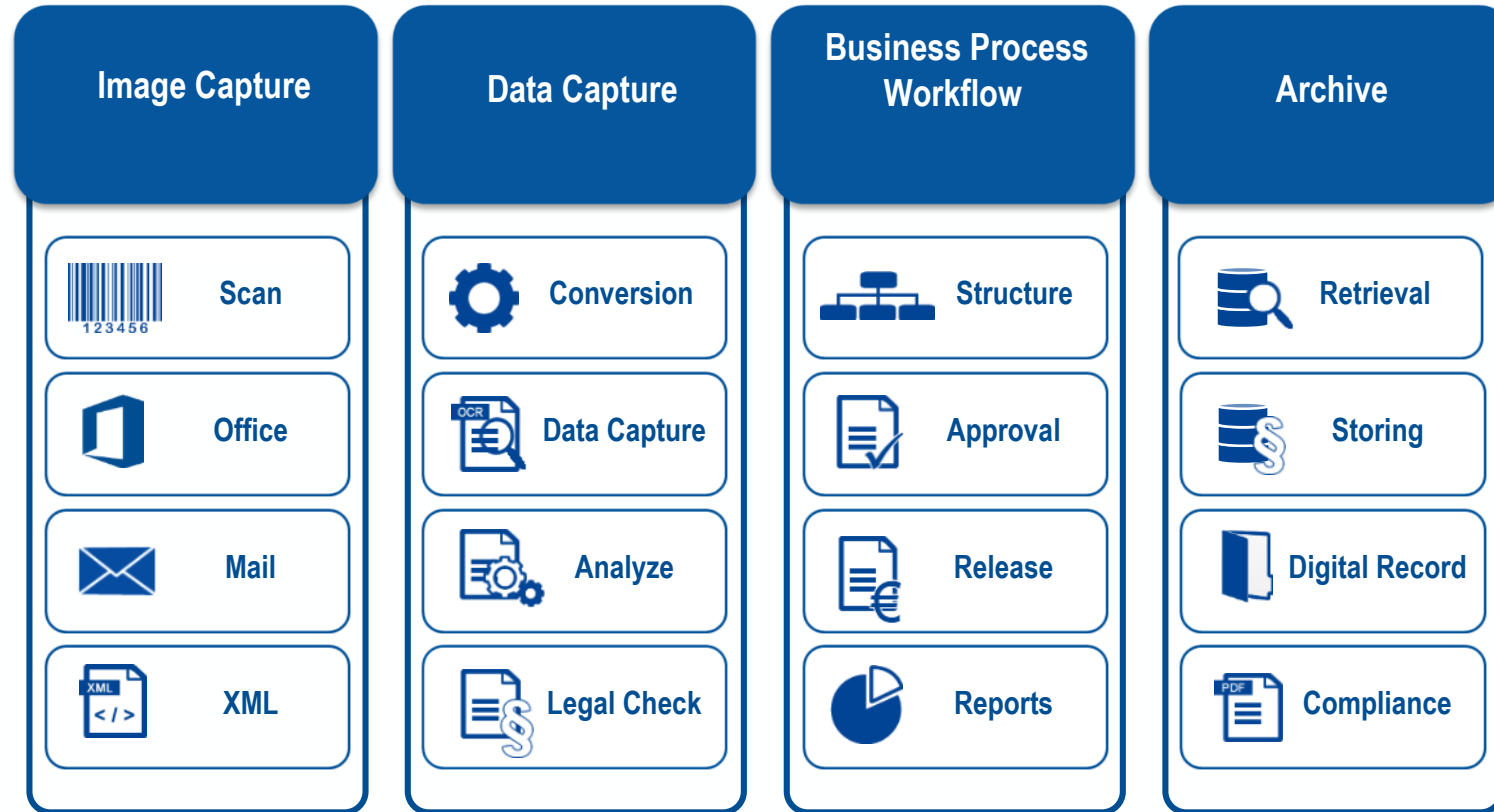 Image Capture
Data Capture
Business Process
Workflow
Archive
Scan
123456
Office
Mail
XML
XML
</>
Conversion
OCR
Data Capture
Analyze
§
Legal Check
Structure
Approval
€
Release
Reports
Retrieval
§
Storing
Digital Record
PDF
Compliance